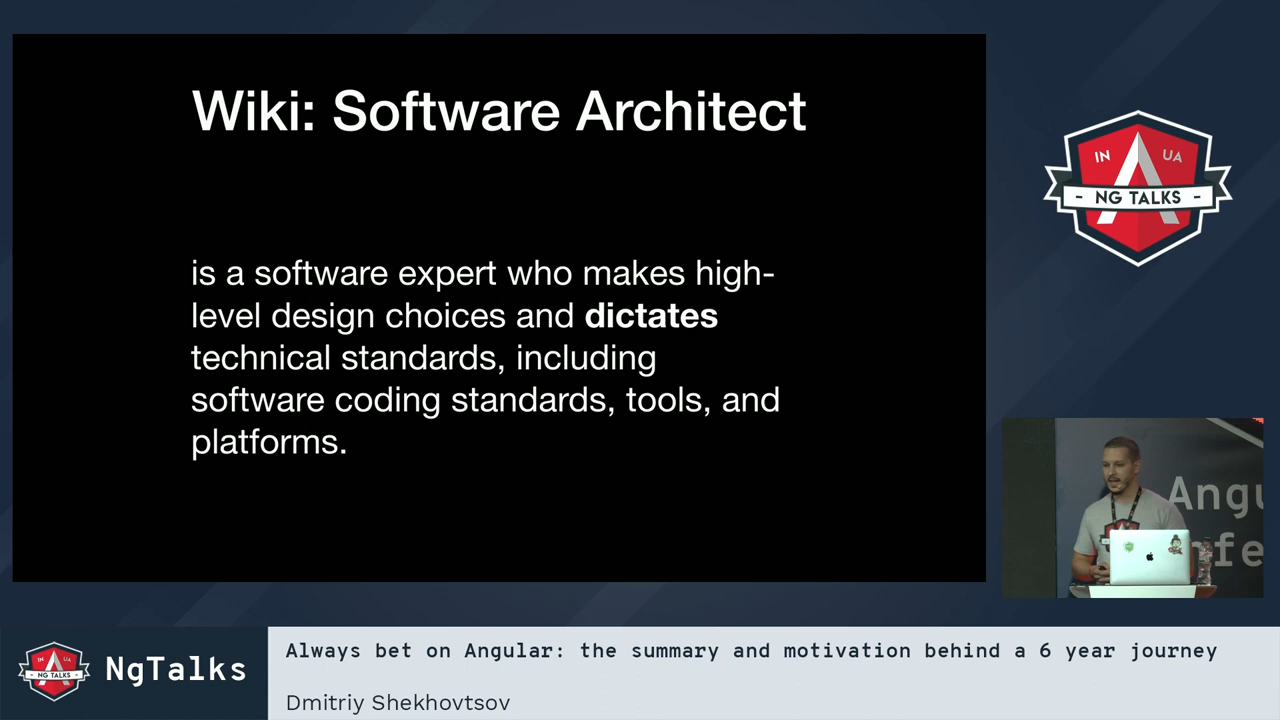 Wiki: Software Architect
is a software expert who makes high-
level design choices and dictates
technical standards, including
software coding standards, tools, and
platforms.
IN UA
- NG TALKS -
Angu
nfe
IN UA
- NG TALKS -
NgTalks
Always bet on Angular: the summary and motivation behind a 6 year journey
Dmitriy Shekhovtsov